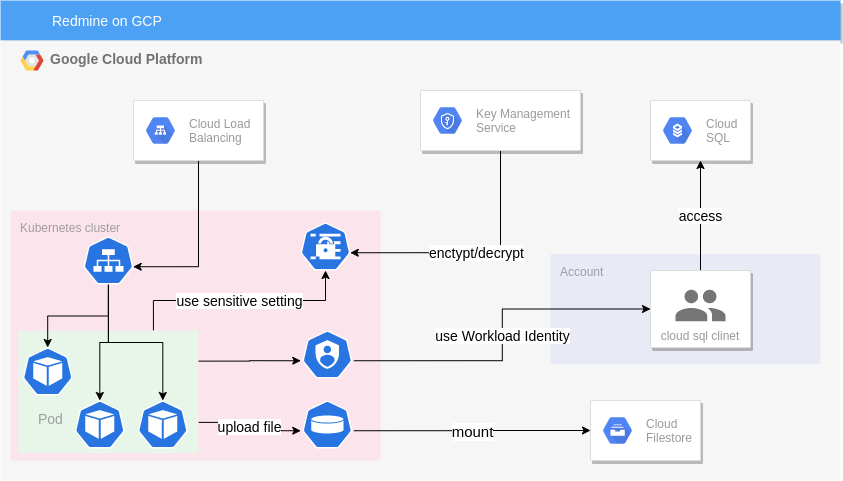 Redmine on GCP
Google Cloud Platform
Cloud Load
Balancing
Key Management
Service
Cloud
SQL
Kubernetes cluster
access
enctypt/decrypt
Account
use sensitive setting
use Workload Identity
cloud sql clinet
Pod
upload file
mount
Cloud
Filestore